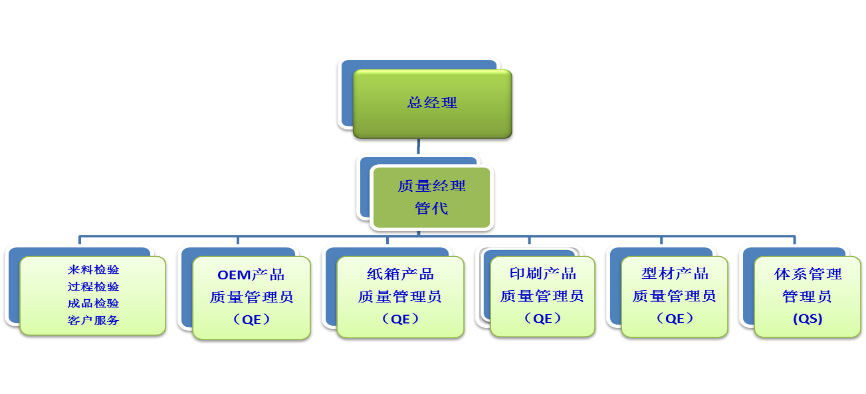 总经理
质量经理
管代
来料检验
过程检验
成品检验
客户服务
OEM产品
质量管理员
（QE）
纸箱产品
质量管理员
（QE）
印刷产品
质量管理员
（QE）
型材产品
质量管理员
（QE）
体系管理
管理员
(QS)